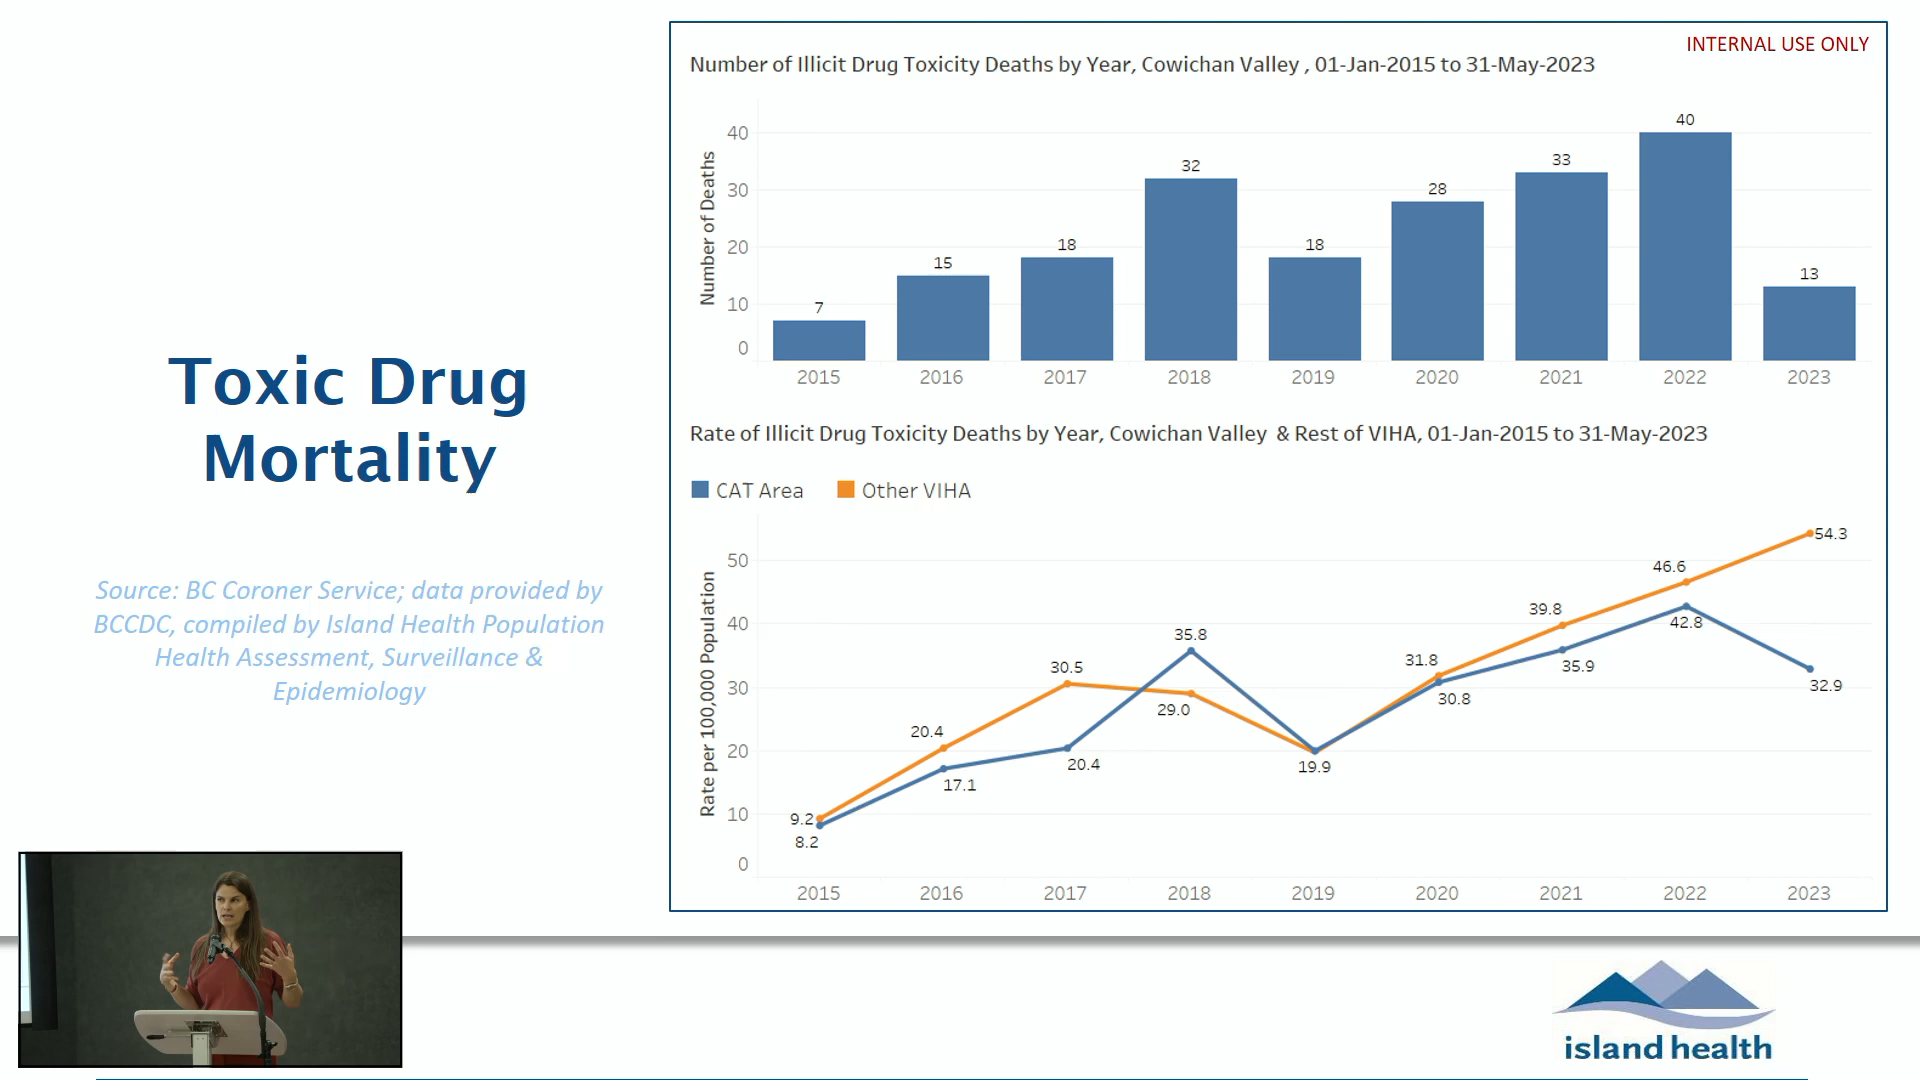 Toxic Drug
Mortality
Source: BC Coroner Service; data provided by
BCCDC, compiled by Island Health Population
Health Assessment, Surveillance &
Epidemiology
INTERNAL USE ONLY
Number of Illicit Drug Toxicity Deaths by Year, Cowichan Valley , 01-Jan-2015 to 31-May-2023
Number of Deaths
40
30
20
10
0
7
15
18
32
18
28
33
40
13
2015 2016 2017 2018 2019 2020 2021 2022 2023
Rate of Illicit Drug Toxicity Deaths by Year, Cowichan Valley & Rest of VIHA, 01-Jan-2015 to 31-May-2023
CAT Area Other VIHA
Rate per 100,000 Population
50
40
30
20
10
0
9.2
8.2
20.4
17.1
30.5
20.4
35.8
29.0
19.9
31.8
30.8
39.8
35.9
46.6
42.8
54.3
32.9
2015 2016 2017 2018 2019 2020 2021 2022 2023
island health